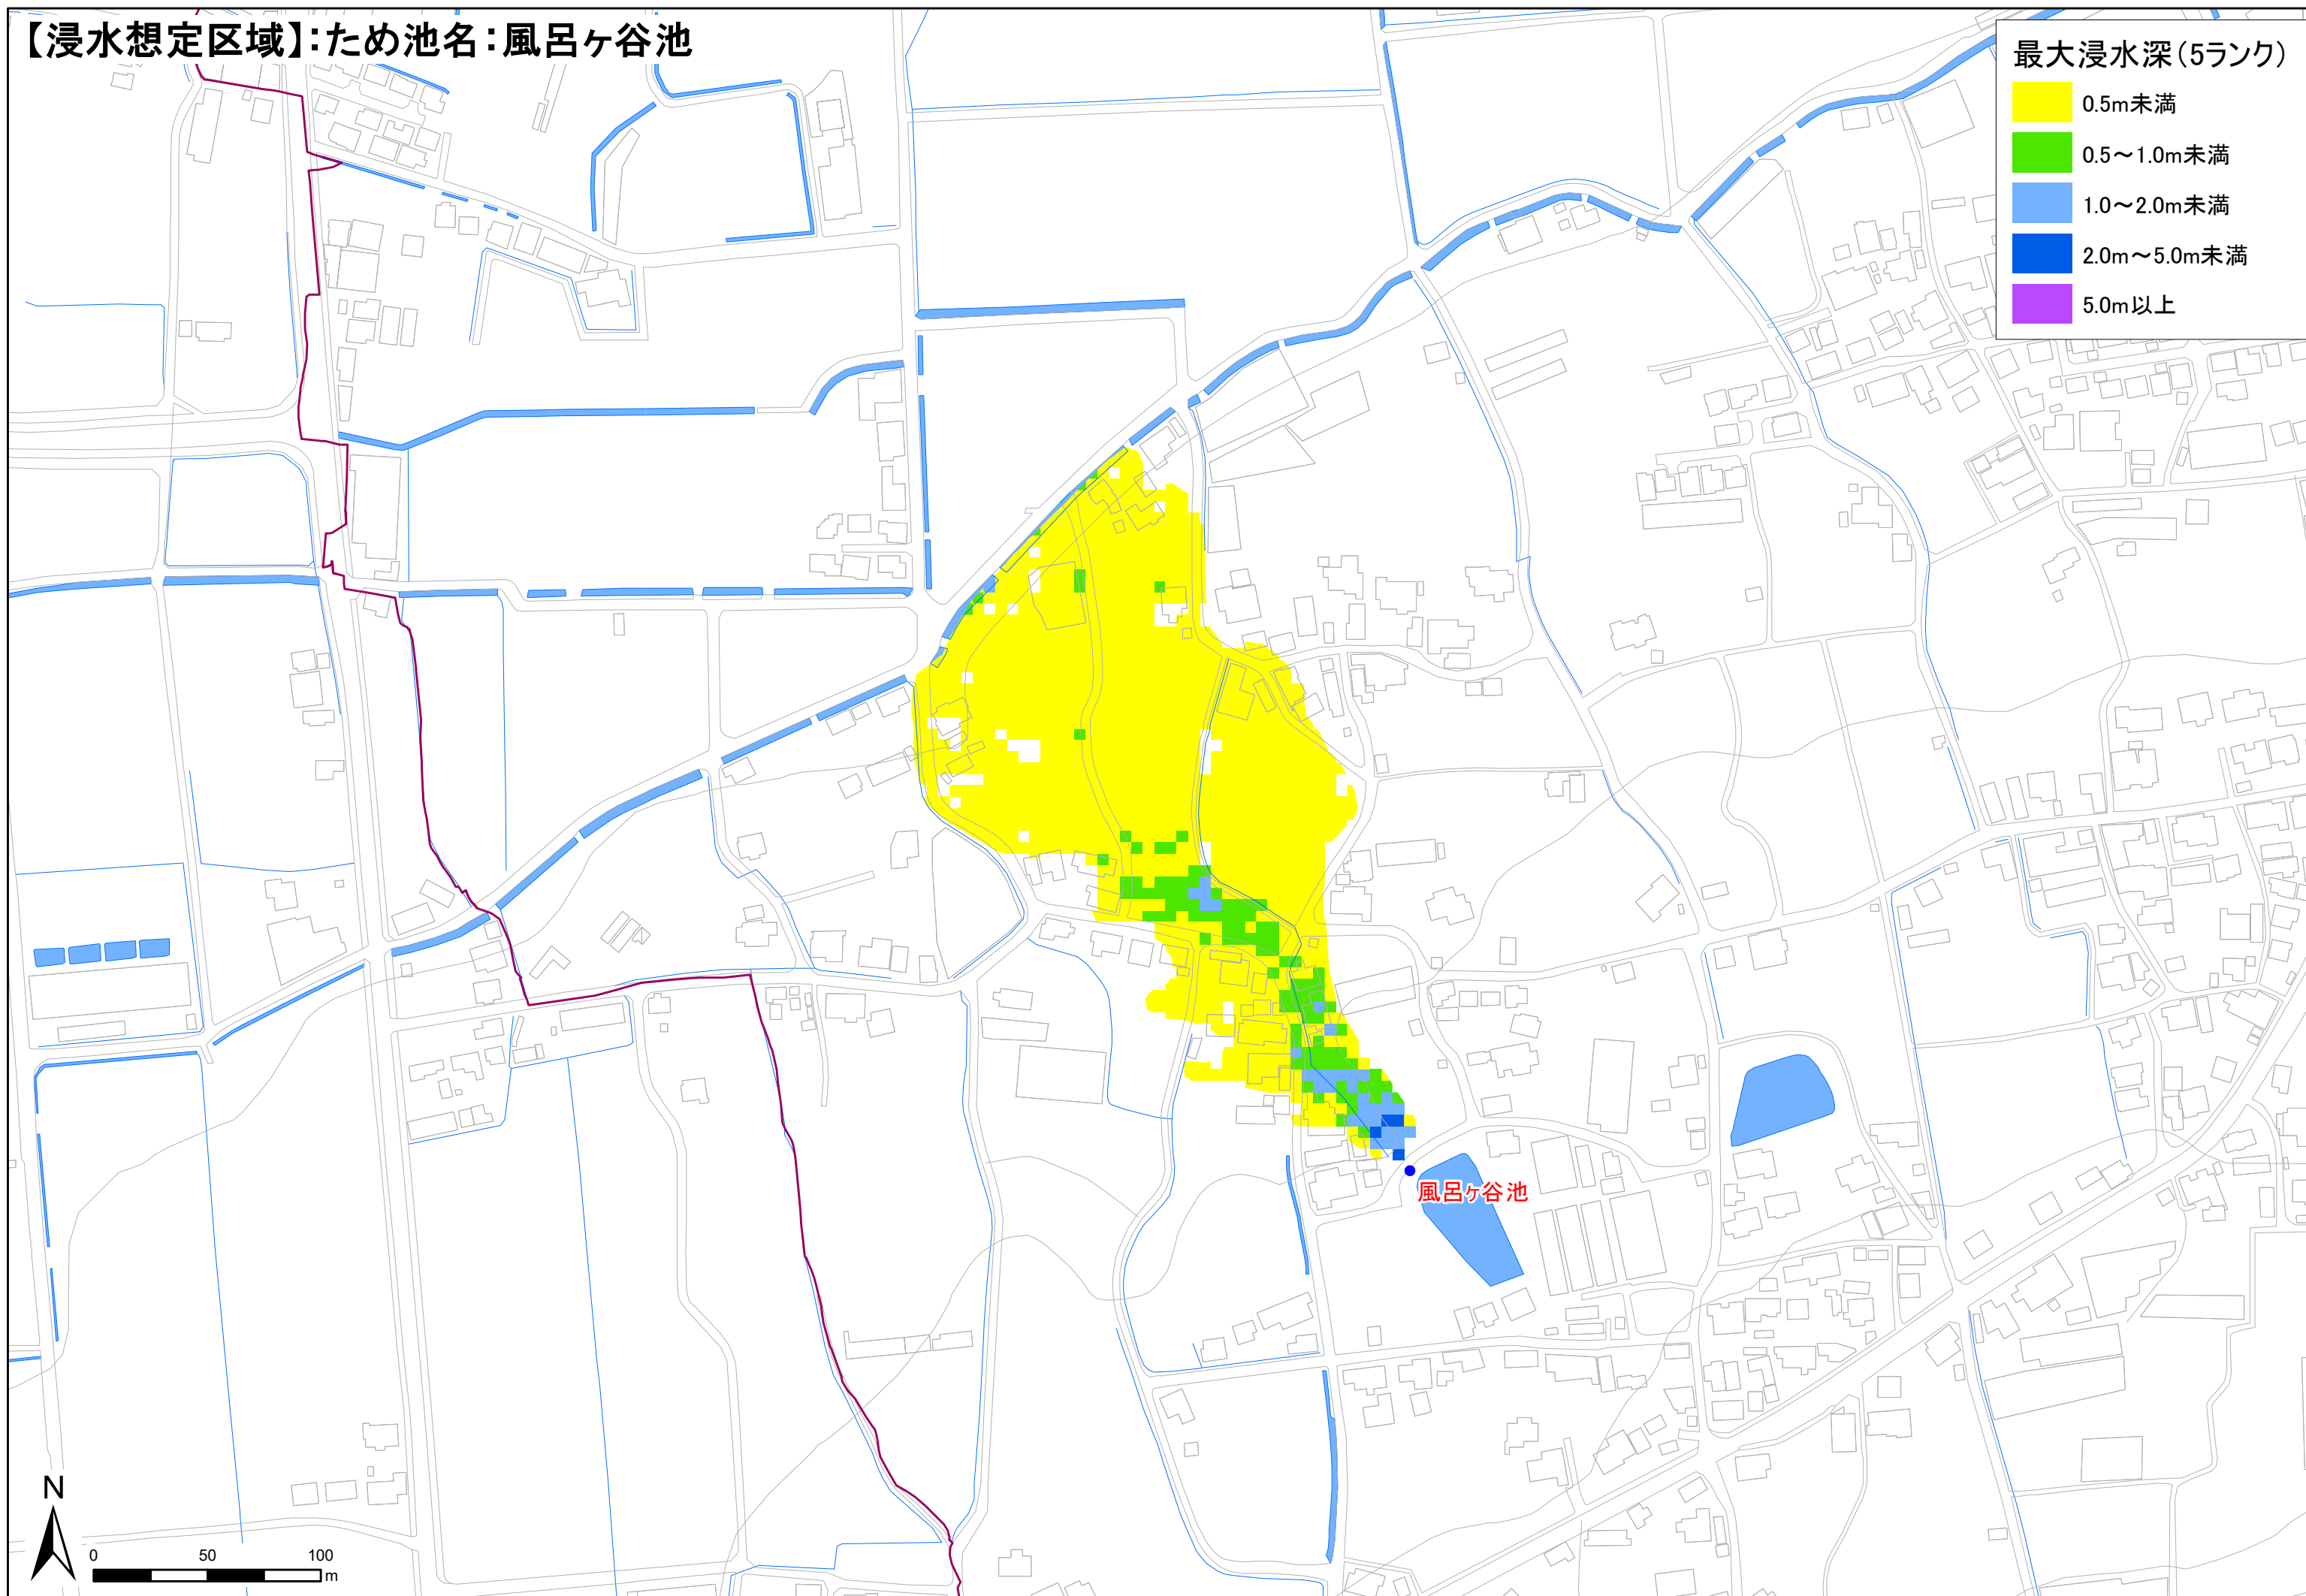 【浸水想定区域】：ため池名：風呂ヶ谷池
最大浸水深（5ランク）
0.5m未満
0.5～1.0m未満
1.0～2.0m未満
2.0m～5.0m未満
5.0m以上
風呂ヶ谷池
N
0 50 100
m